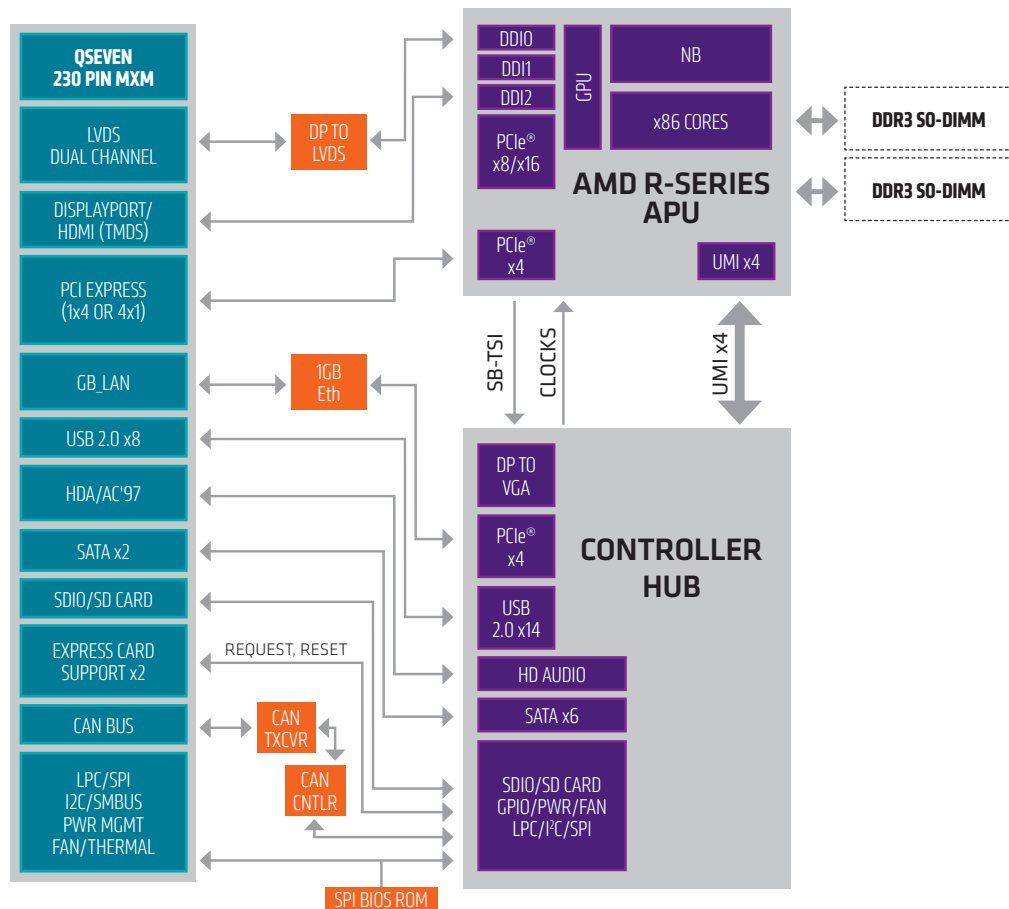 QSEVEN
230 PIN MXM
LVDS
DUAL CHANNEL
DISPLAYPORT/
HDMI (TMDS)
PCI EXPRESS
(1x4 OR 4x1)
GB_LAN
USB 2.0 x8
HDA/AC'97
SATA x2
SDIO/SD CARD
EXPRESS CARD
SUPPORT x2
CAN BUS
LPC/SPI
I2C/SMBUS
PWR MGMT
FAN/THERMAL
DP TO
LVDS
1GB
Eth
REQUEST, RESET
CAN
TXCVR
CAN
CNTLR
SPI BIOS ROM
DDI0
DDI1
DDI2
PCIe®
x8/x16
GPU
NB
x86 CORES
AMD R-SERIES
APU
PCIe®
x4
UMI x4
DDR3 SO-DIMM
DDR3 SO-DIMM
SB-TSI
CLOCKS
UMI x4
DP TO
VGA
PCIe®
x4
CONTROLLER
HUB
USB
2.0 x14
HD AUDIO
SATA x6
SDIO/SD CARD
GPIO/PWR/FAN
LPC/I²C/SPI